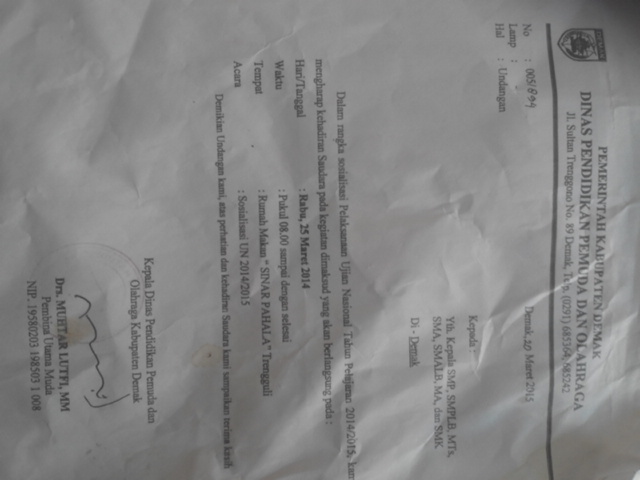 DEMAK
PEMERINTAH KABUPATEN DEMAK
DINAS PENDIDIKAN PEMUDA DAN OLAHRAGA
Jl. Sultan Trenggono No. 89 Demak, Telp. (0291) 685364, 685242
No : 005/894
Lamp :
Hal : Undangan
Demak, 20 Maret 2015
Kepada :
Yth. Kepala SMP, SMPLB, MTs,
SMA, SMALB, MA, dan SMK
Di - Demak
Dalam rangka sosialisasi Pelaksanaan Ujian Nasional Tahun Pelajaran 2014/2015, kam
mengharap kehadiran Saudara pada kegiatan dimaksud yang akan berlangsung pada :
Hari/Tanggal : Rabu, 25 Maret 2014
Waktu : Pukul 08.00 sampai dengan selesai
Tempat : Rumah Makan “ SINAR PAHALA” Trengguli
Acara : Sosialisasi UN 2014/2015
Demikian Undangan kami, atas perhatian dan kehadiran Saudara kami sampaikan terima kasih
Kepala Dinas Pendidikan Pemuda dan
Olahraga Kabupaten Demak
Drs. MUHTAR LUTFI, MM
Pembina Utama Muda
NIP. 19580203 198503 1 008